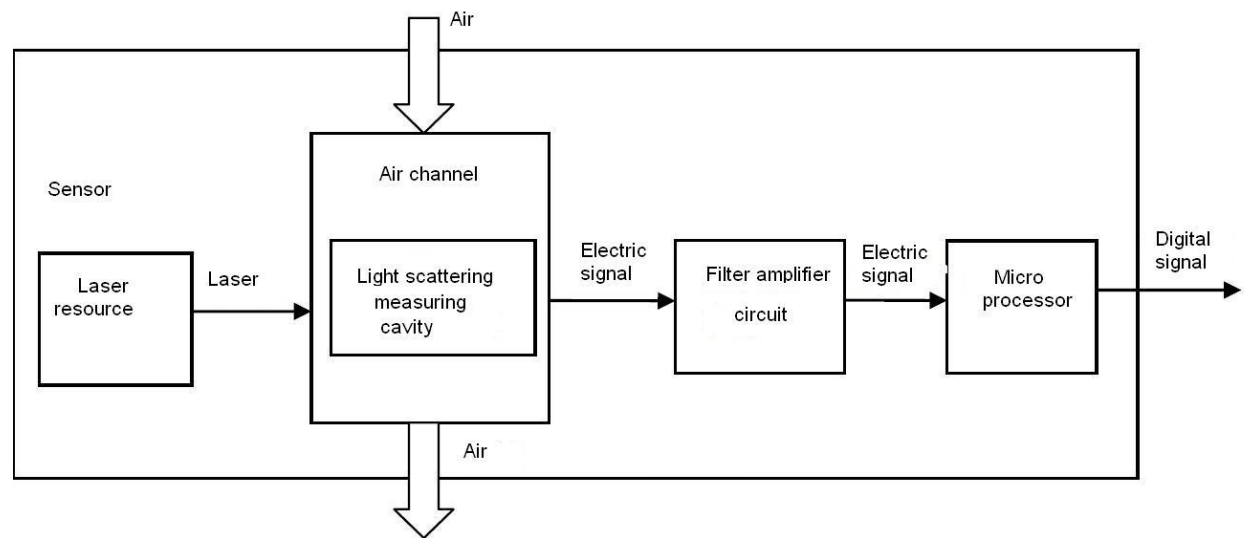 Air
Sensor
Air channel
Laser
resource
Laser
Light scattering
measuring
cavity
Electric
signal
Filter amplifier
circuit
Electric
signal
Micro
processor
Digital
signal
Air